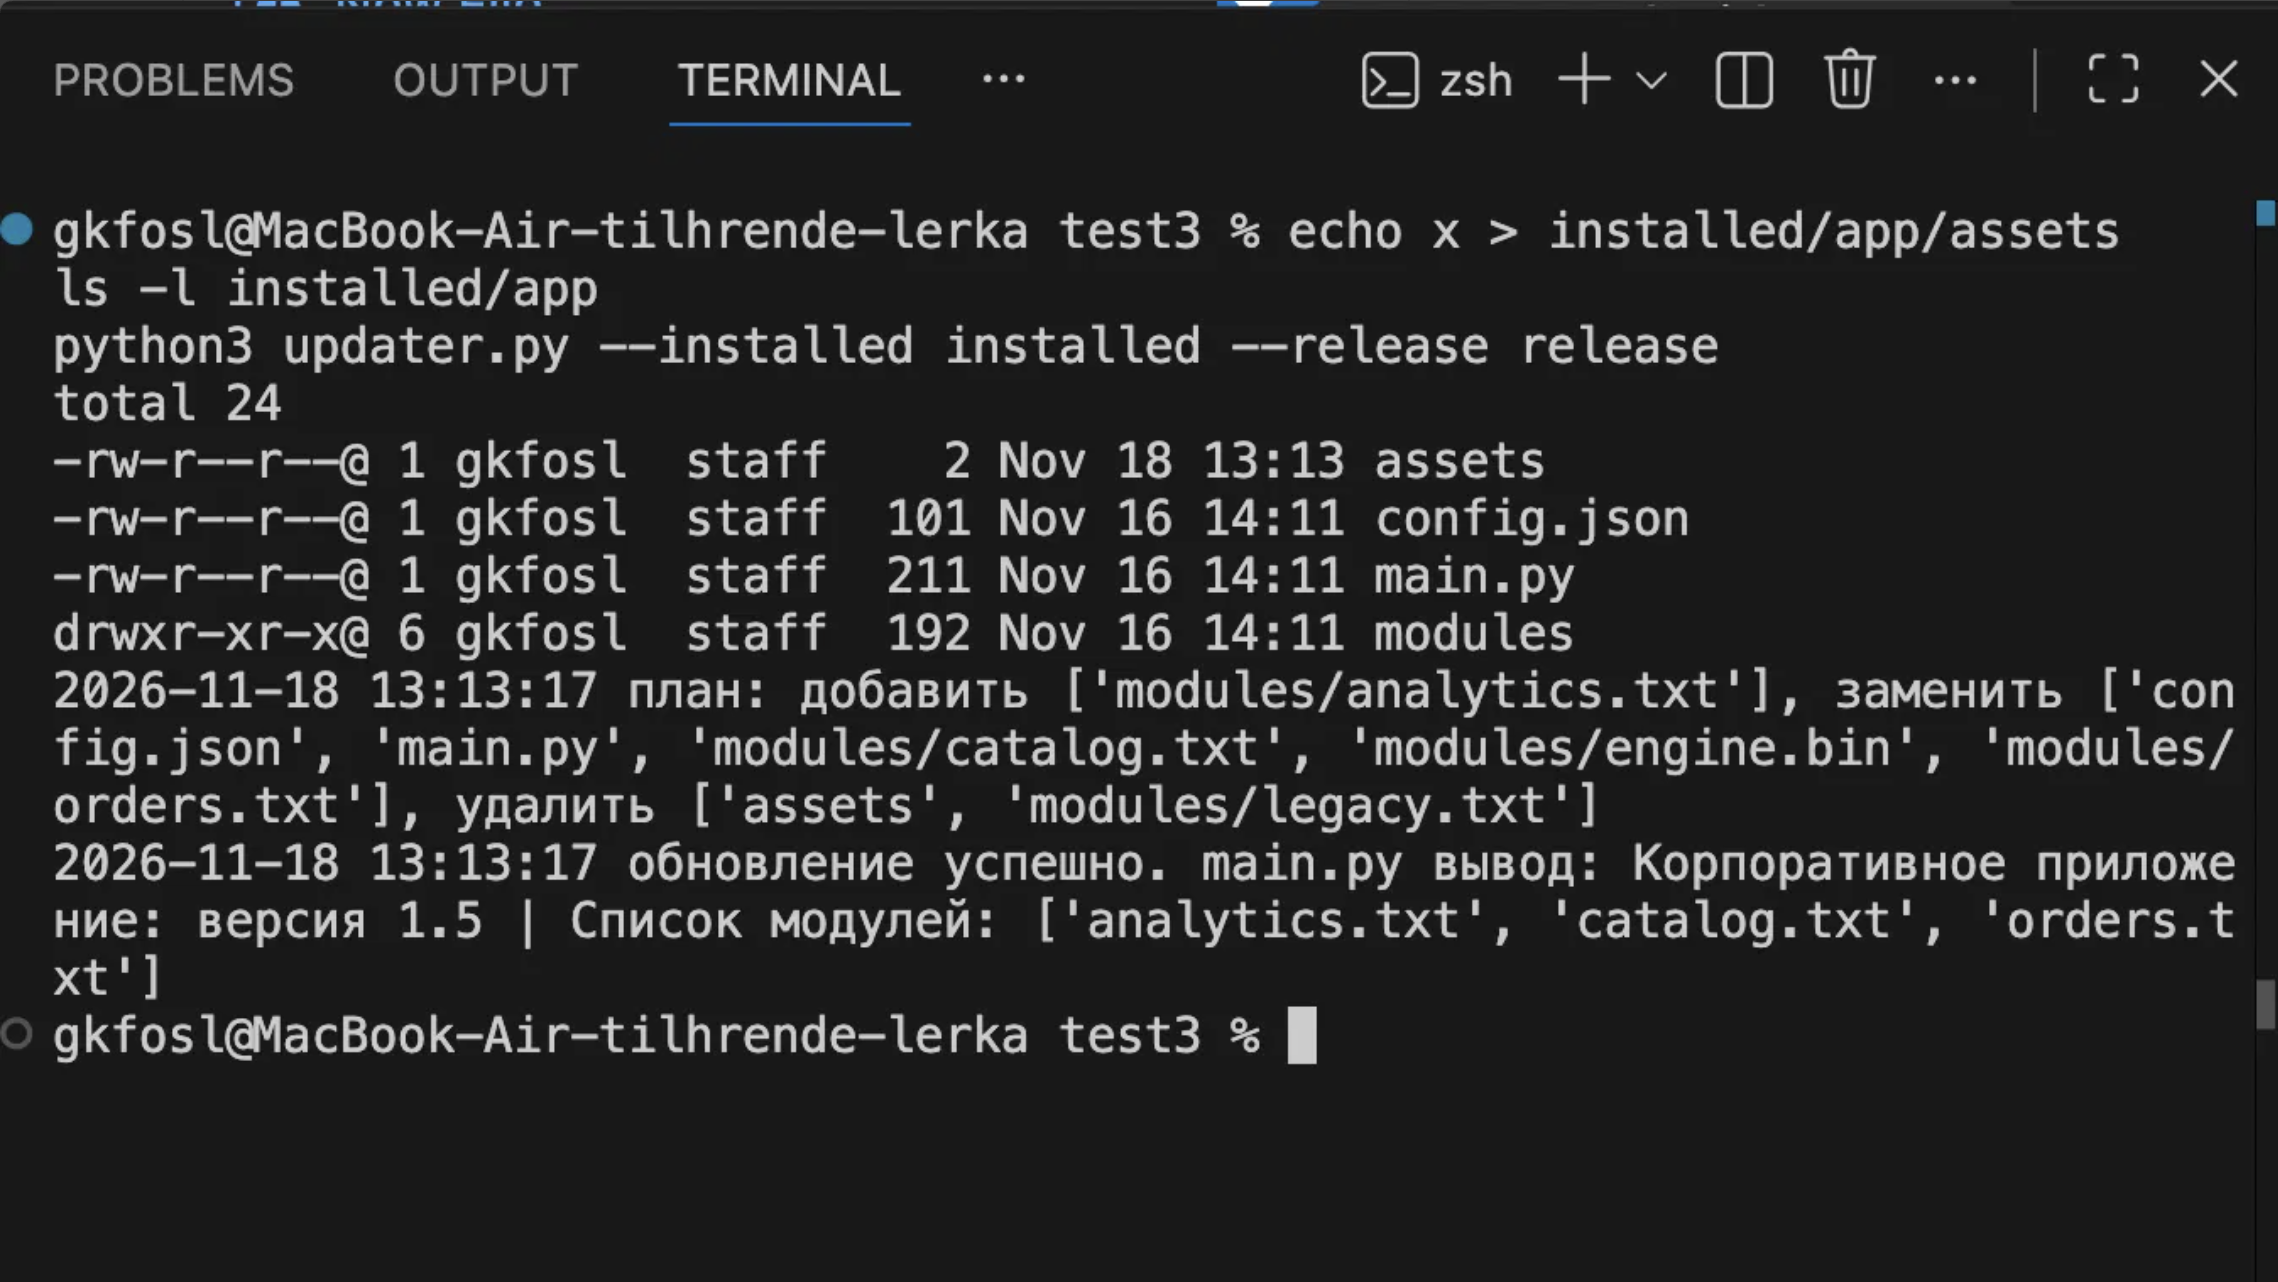 PROBLEMS OUTPUT TERMINAL ··· zsh
gkfosl@MacBook-Air-tilhrende-lerka test3 % echo x > installed/app/assets
ls -l installed/app
python3 updater.py --installed installed --release release
total 24
-rw-r--r--@ 1 gkfosl  staff    2 Nov 18 13:13 assets
-rw-r--r--@ 1 gkfosl  staff  101 Nov 16 14:11 config.json
-rw-r--r--@ 1 gkfosl  staff  211 Nov 16 14:11 main.py
drwxr-xr-x@ 6 gkfosl  staff  192 Nov 16 14:11 modules
2026-11-18 13:13:17 план: добавить ['modules/analytics.txt'], заменить ['con
fig.json', 'main.py', 'modules/catalog.txt', 'modules/engine.bin', 'modules/
orders.txt'], удалить ['assets', 'modules/legacy.txt']
2026-11-18 13:13:17 обновление успешно. main.py вывод: Корпоративное приложе
ние: версия 1.5 | Список модулей: ['analytics.txt', 'catalog.txt', 'orders.t
xt']
gkfosl@MacBook-Air-tilhrende-lerka test3 %